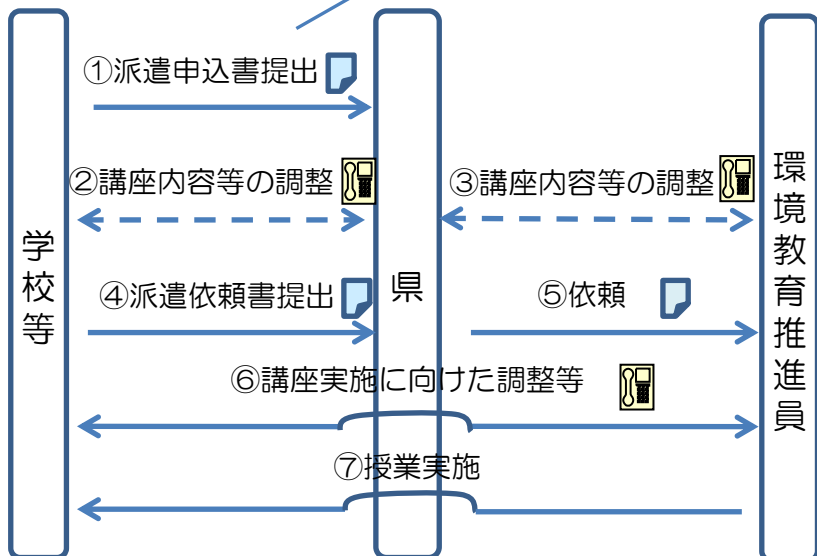 ①派遣申込書提出
②講座内容等の調整
③講座内容等の調整
学校等
県
環境教育推進員
④派遣依頼書提出
⑤依頼
⑥講座実施に向けた調整等
⑦授業実施